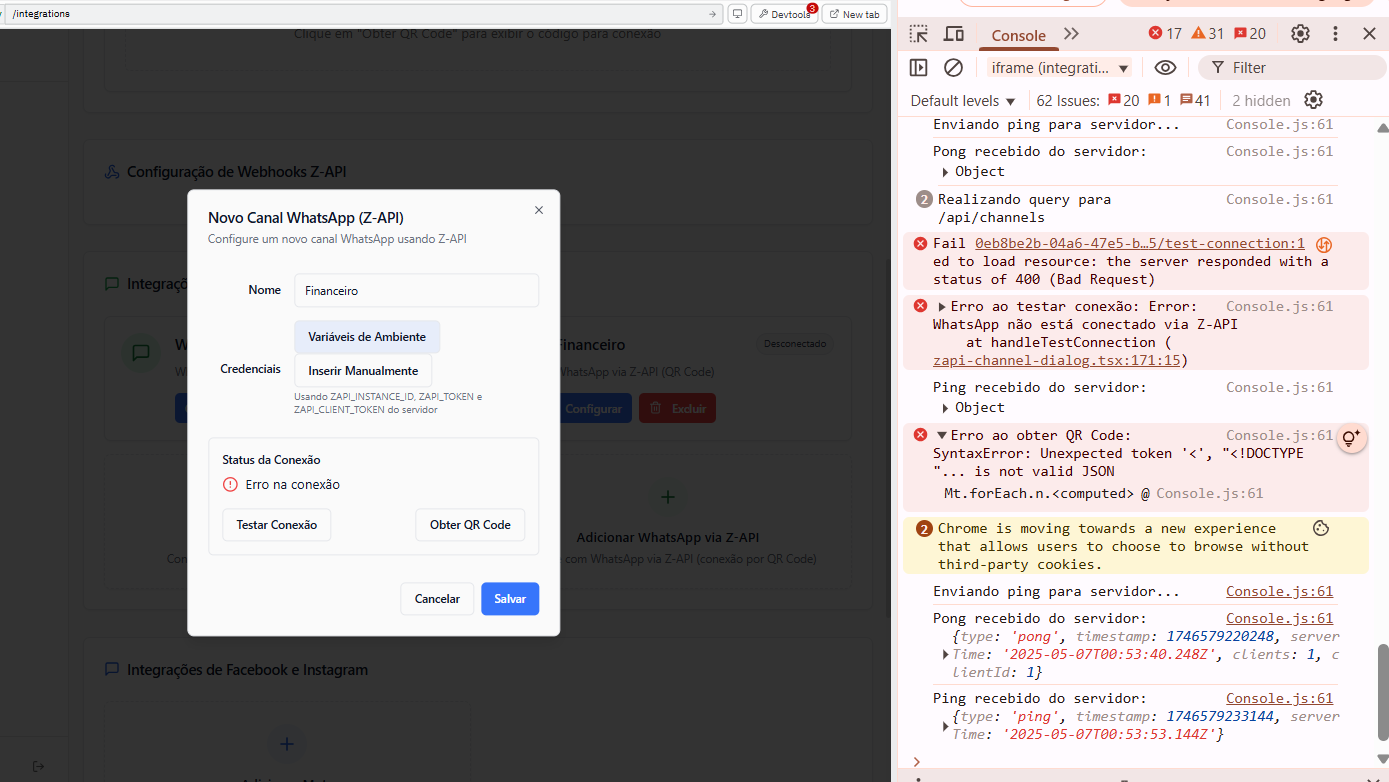 /integrations
Devtools
3
New tab
Clique em "Obter QR Code" para exibir o código para conexão
Configuração de Webhooks Z-API
Integraçõ
W
Financeiro
Desconectado
WhatsApp via Z-API (QR Code)
Configurar
Excluir
Adicionar WhatsApp via Z-API
com WhatsApp via Z-API (conexão por QR Code)
Integrações de Facebook e Instagram
Novo Canal WhatsApp (Z-API)
Configure um novo canal WhatsApp usando Z-API
Nome
Financeiro
Variáveis de Ambiente
Credenciais
Inserir Manualmente
Usando ZAPI_INSTANCE_ID, ZAPI_TOKEN e
ZAPI_CLIENT_TOKEN do servidor
Status da Conexão
Erro na conexão
Testar Conexão
Obter QR Code
Cancelar
Salvar
Console
17
31
20
iframe (integrati...
Filter
Default levels
62 Issues:
20
1
41
2 hidden
Enviando ping para servidor... Console.js:61
Pong recebido do servidor: Console.js:61
Object
2 Realizando query para Console.js:61
/api/channels
Fail 0eb8be2b-04a6-47e5-b…5/test-connection:1
ed to load resource: the server responded with a
status of 400 (Bad Request)
Erro ao testar conexão: Error: Console.js:61
WhatsApp não está conectado via Z-API
at handleTestConnection (
zapi-channel-dialog.tsx:171:15)
Ping recebido do servidor: Console.js:61
Object
Erro ao obter QR Code: Console.js:61
SyntaxError: Unexpected token '<', "<!DOCTYPE
"... is not valid JSON
Mt.forEach.n.<computed> @ Console.js:61
2 Chrome is moving towards a new experience
that allows users to choose to browse without
third-party cookies.
Enviando ping para servidor... Console.js:61
Pong recebido do servidor: Console.js:61
{type: 'pong', timestamp: 1746579220248, server
Time: '2025-05-07T00:53:40.248Z', clients: 1, c
lientId: 1}
Ping recebido do servidor: Console.js:61
{type: 'ping', timestamp: 1746579233144, server
Time: '2025-05-07T00:53:53.144Z'}